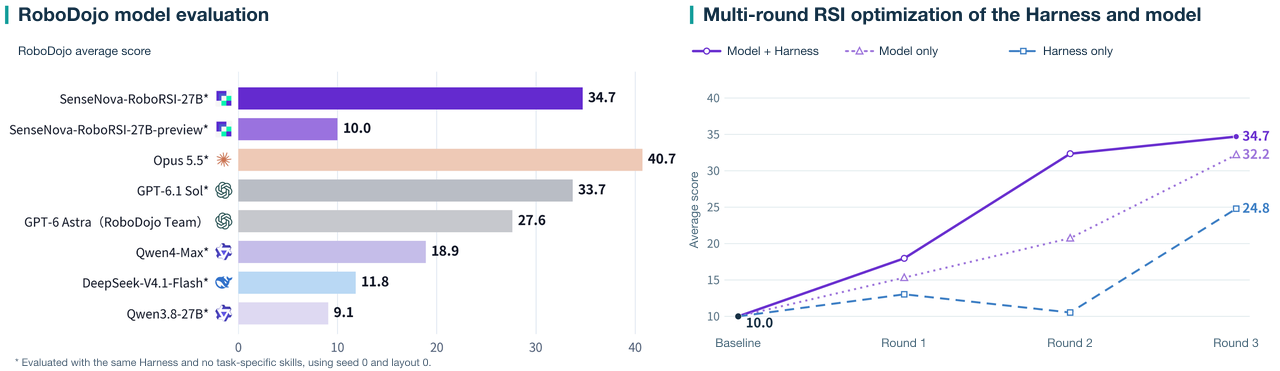 RoboDojo model evaluation
RoboDojo average score
SenseNova-RoboRSI-27B* 34.7
SenseNova-RoboRSI-27B-preview* 10.0
Opus 5.5* 40.7
GPT-6.1 Sol* 33.7
GPT-6 Astra（RoboDojo Team） 27.6
Qwen4-Max* 18.9
DeepSeek-V4.1-Flash* 11.8
Qwen3.8-27B* 9.1
0 10 20 30 40
* Evaluated with the same Harness and no task-specific skills, using seed 0 and layout 0.
Multi-round RSI optimization of the Harness and model
Model + Harness Model only Harness only
Average score
40
35
30
25
20
15
10
34.7
32.2
24.8
10.0
Baseline Round 1 Round 2 Round 3